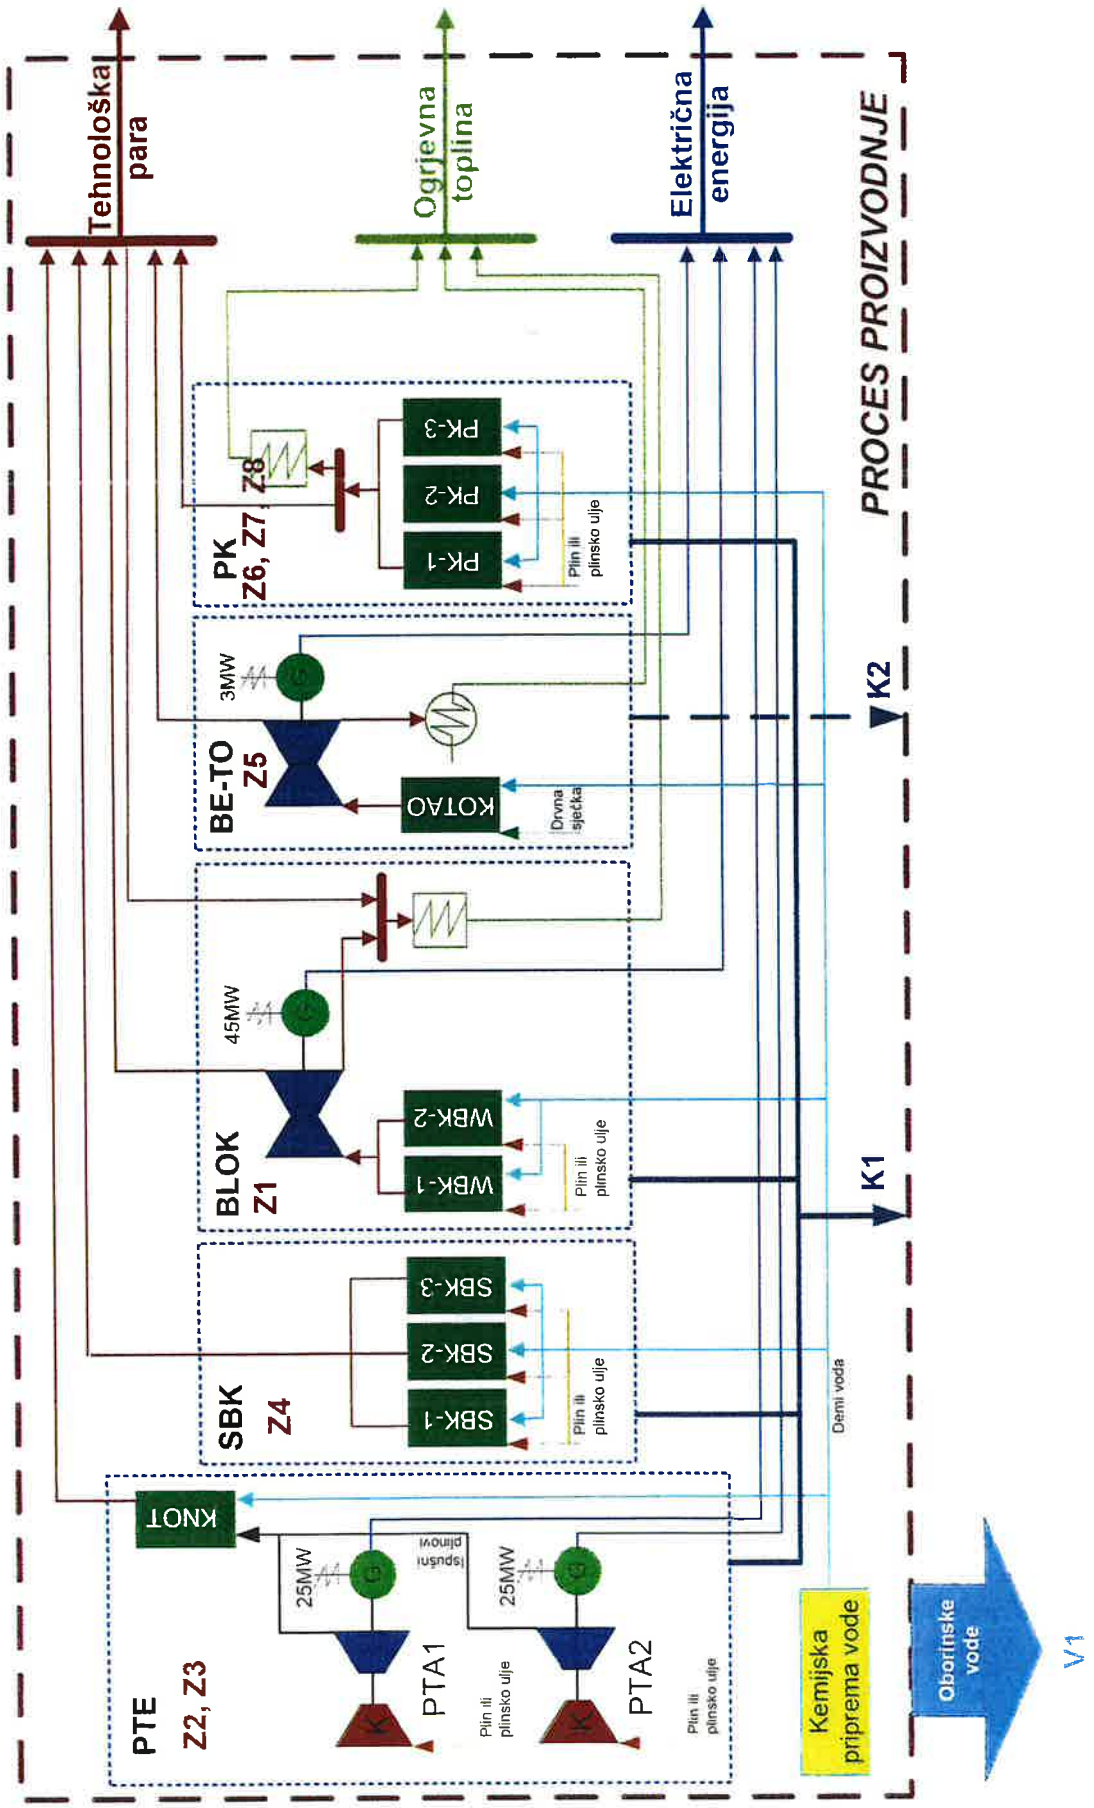 Tehnološka
para
Ogrjevna
toplina
Električna
energija
PROCES PROIZVODNJE
PK
Z6, Z7, Z8
PK-1
PK-2
PK-3
Plin ili
plinsko ulje
BE-TO
Z5
3MW
G
KOTAO
Drvna
sječka
K2
BLOK
Z1
45MW
G
WBK-1
WBK-2
Plin ili
plinsko ulje
K1
SBK
Z4
SBK-1
SBK-2
SBK-3
Plin ili
plinsko ulje
Demi voda
PTE
Z2, Z3
KNOT
Ispušni
plinovi
25MW
G
K
PTA1
Plin ili
plinsko ulje
25MW
G
K
PTA2
Plin ili
plinsko ulje
Kemijska
priprema vode
Oborinske
vode
V1